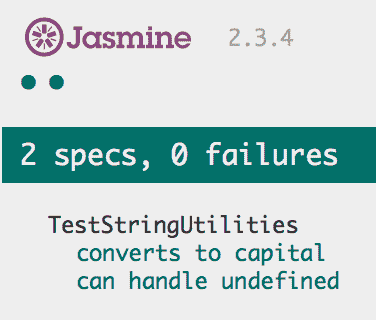 Jasmine 2.3.4
2 specs, 0 failures
TestStringUtilities
converts to capital
can handle undefined